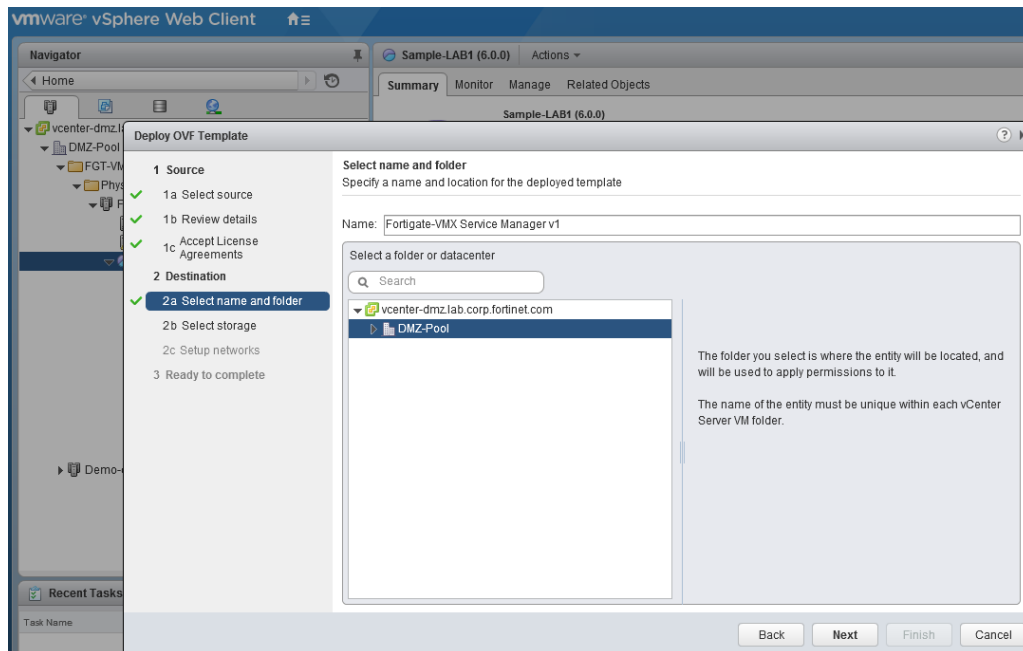 vmware® vSphere Web Client
Navigator
Home
vcenter-dmz.l
DMZ-Pool
FGT-VM
Phys
F
Demo-
Recent Tasks
Task Name
Sample-LAB1 (6.0.0) Actions
Summary Monitor Manage Related Objects
Sample-LAB1 (6.0.0)
Deploy OVF Template
1 Source
1a Select source
1b Review details
1c Accept License
Agreements
2 Destination
2a Select name and folder
2b Select storage
2c Setup networks
3 Ready to complete
Select name and folder
Specify a name and location for the deployed template
Name: Fortigate-VMX Service Manager v1
Select a folder or datacenter
Search
vcenter-dmz.lab.corp.fortinet.com
DMZ-Pool
The folder you select is where the entity will be located, and
will be used to apply permissions to it.
The name of the entity must be unique within each vCenter
Server VM folder.
Back Next Finish Cancel